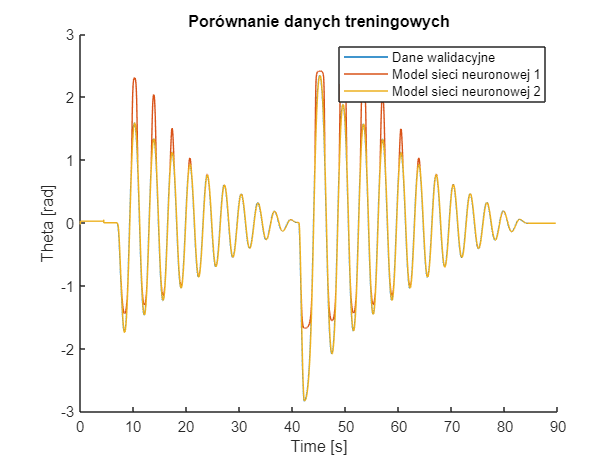 Porównanie danych treningowych
Dane walidacyjne
Model sieci neuronowej 1
Model sieci neuronowej 2
Theta [rad]
3
2
1
0
-1
-2
-3
0 10 20 30 40 50 60 70 80 90
Time [s]